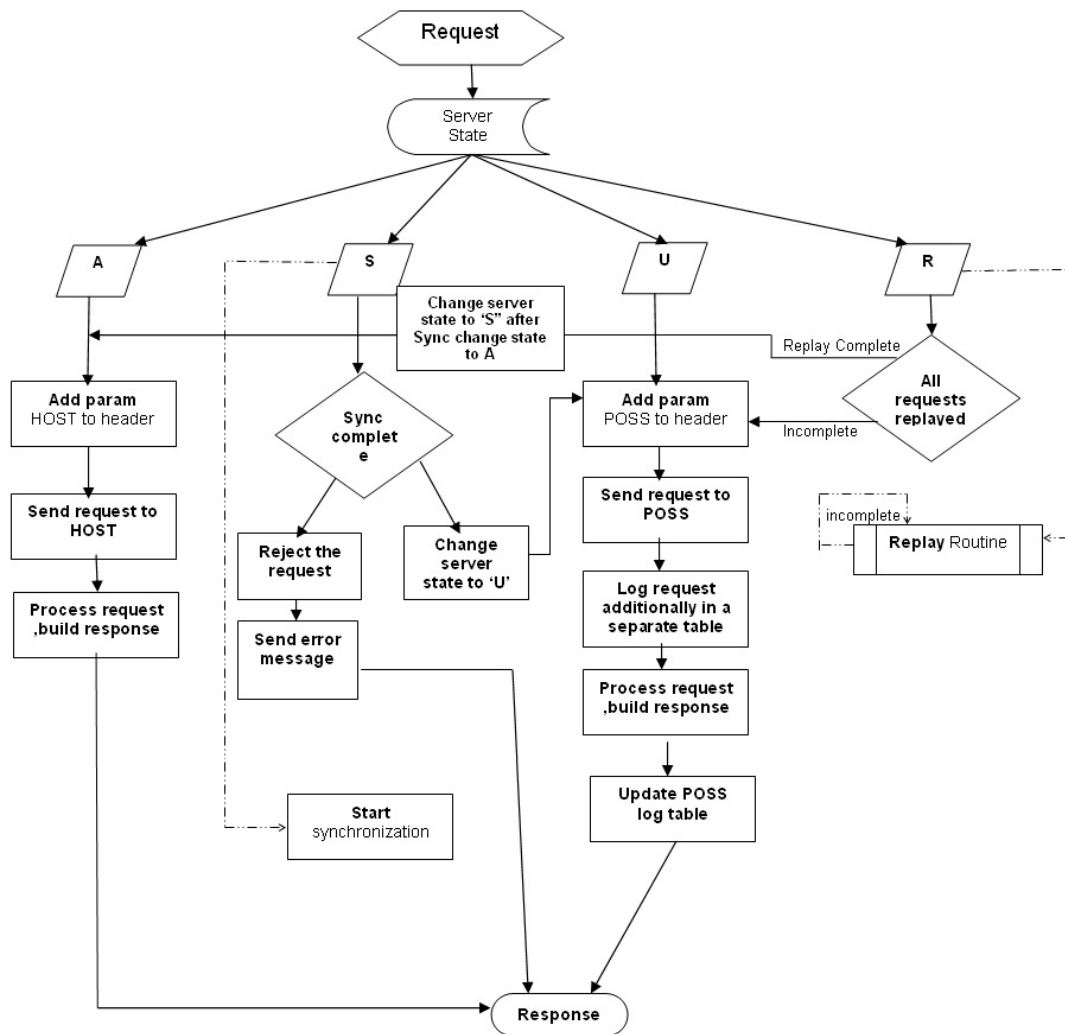 Request
Server
State
A
S
U
R
Change server
state to ‘S” after
Sync change state
to A
Replay Complete
Add param
HOST to header
Sync
complet
e
Add param
POSS to header
Incomplete
All
requests
replayed
Send request to
HOST
Reject the
request
Change
server
state to ‘U’
Send request to
POSS
incomplete
Replay Routine
Process request
,build response
Send error
message
Log request
additionally in a
separate table
Process request
,build response
Start
synchronization
Update POSS
log table
Response